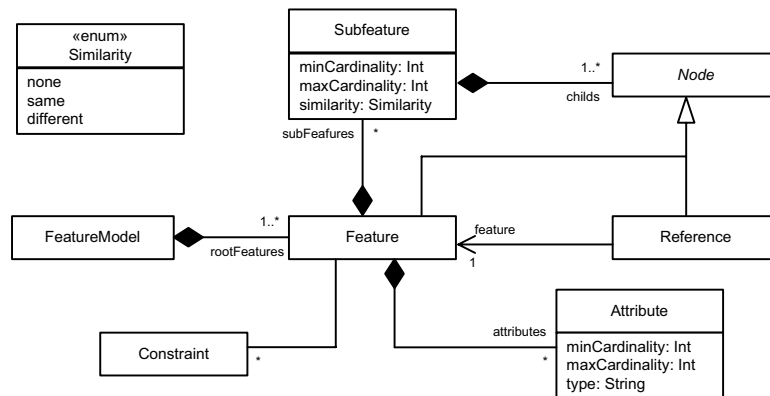 «enum»
Similarity
none
same
different
Subfeature
minCardinality: Int
maxCardinality: Int
similarity: Similarity
1..*
childs
Node
subFeafures
*
FeatureModel
1..*
rootFeatures
Feature
feature
1
Reference
Constraint
*
attributes
*
Attribute
minCardinality: Int
maxCardinality: Int
type: String